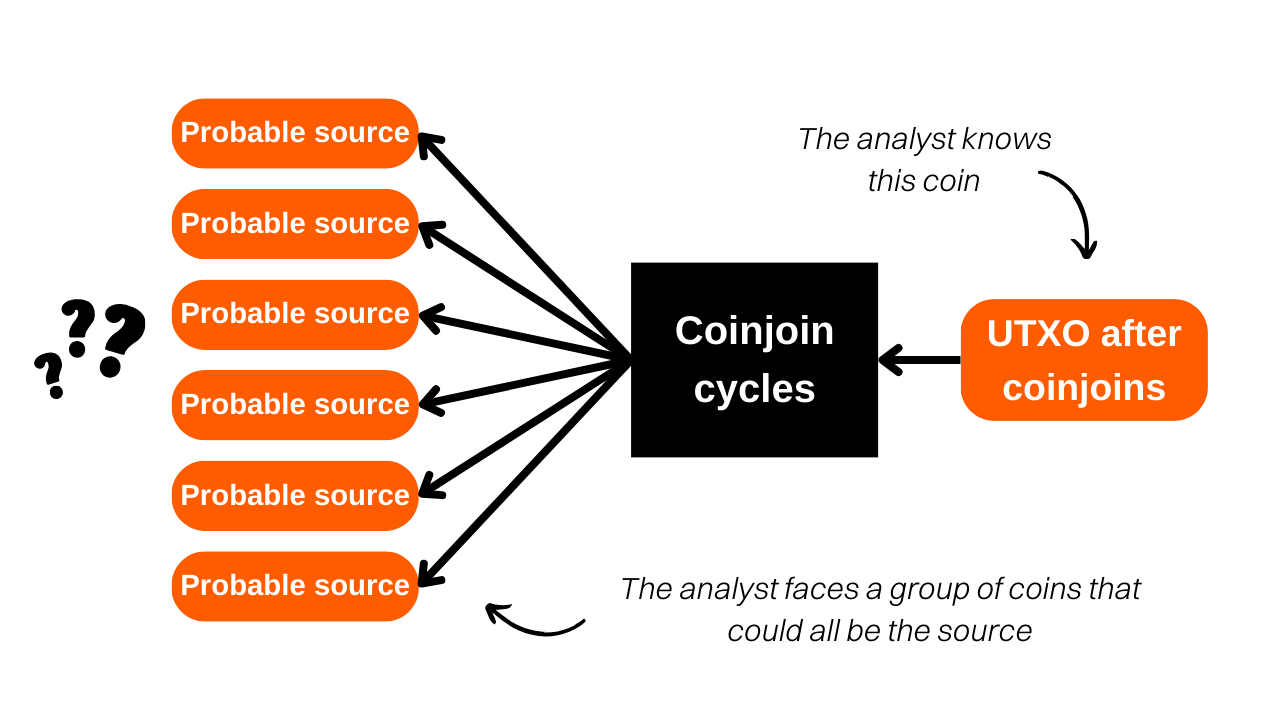 Probable source
Probable source
Probable source
Probable source
Probable source
Probable source
??
?
Coinjoin
cycles
The analyst knows
this coin
UTXO after
coinjoins
The analyst faces a group of coins that
could all be the source